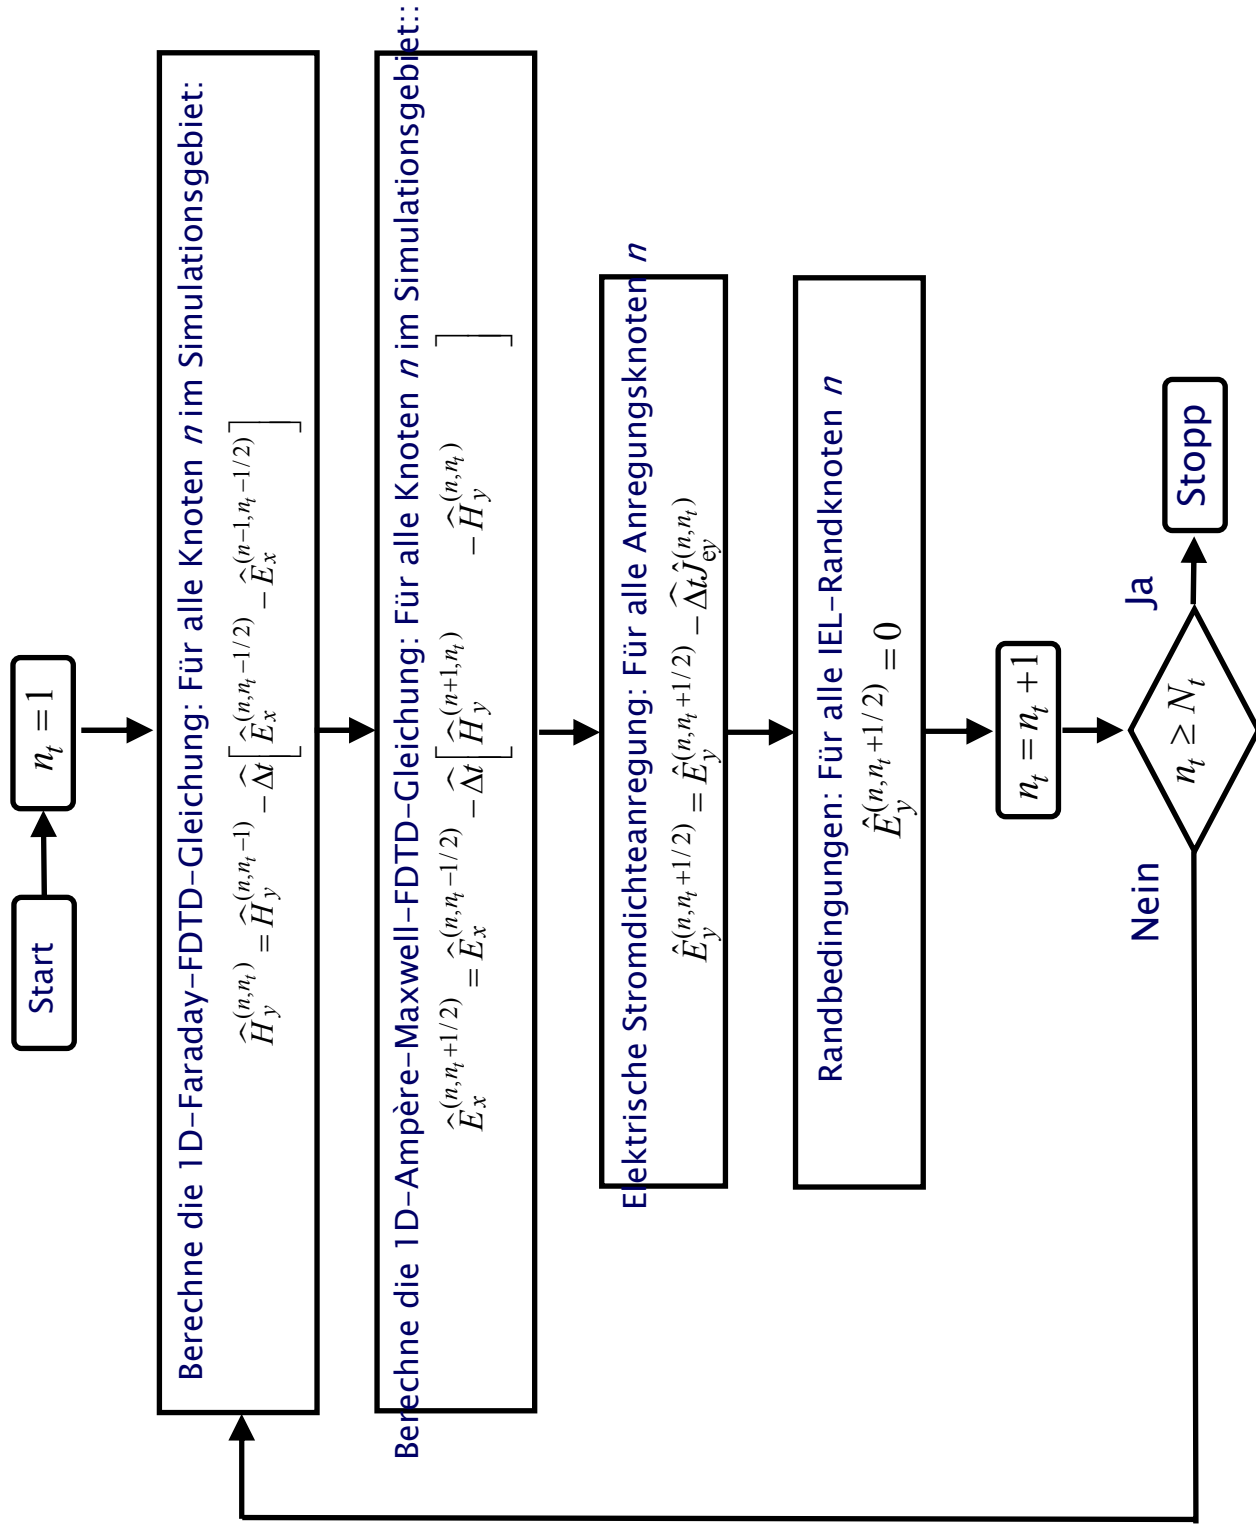 Start
n_t = 1
Berechne die 1D-Faraday-FDTD-Gleichung: Für alle Knoten n im Simulationsgebiet:
Ĥ_y^(n,n_t) = Ĥ_y^(n,n_t−1) − Δ̂t [ Ê_x^(n,n_t−1/2) − Ê_x^(n−1,n_t−1/2) ]
Berechne die 1D-Ampère-Maxwell-FDTD-Gleichung: Für alle Knoten n im Simulationsgebiet::
Ê_x^(n,n_t+1/2) = Ê_x^(n,n_t−1/2) − Δ̂t [ Ĥ_y^(n+1,n_t) − Ĥ_y^(n,n_t) ]
Elektrische Stromdichteanregung: Für alle Anregungsknoten n
Ê_y^(n,n_t+1/2) = Ê_y^(n,n_t+1/2) − Δ̂t Ĵ_ey^(n,n_t)
Randbedingungen: Für alle IEL-Randknoten n
Ê_y^(n,n_t+1/2) = 0
n_t = n_t + 1
n_t ≥ N_t
Nein
Ja
Stopp